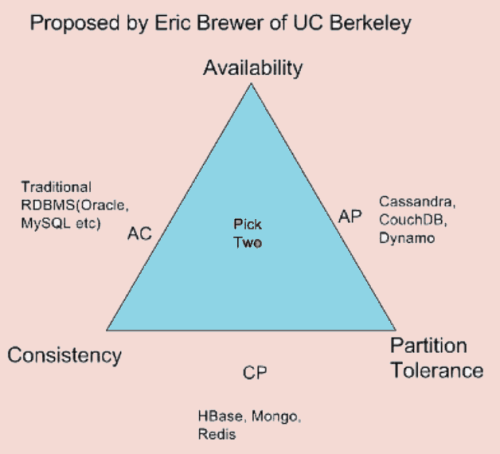 Proposed by Eric Brewer of UC Berkeley
Availability
Traditional
RDBMS(Oracle,
MySQL etc)
AC
Pick
Two
AP
Cassandra,
CouchDB,
Dynamo
Consistency
Partition
Tolerance
CP
HBase, Mongo,
Redis